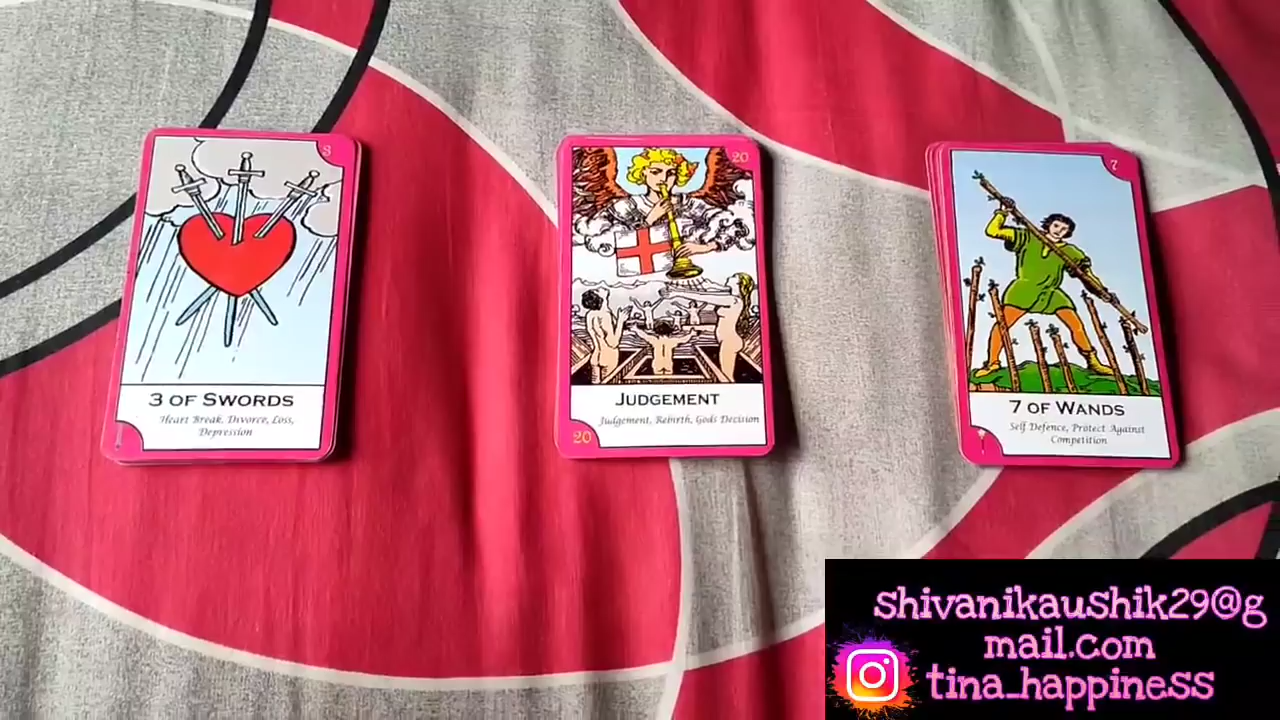 3
3 OF SWORDS
Heart Break, Divorce, Loss,
Depression
20
JUDGEMENT
Judgement, Rebirth, Gods Decision
20
7
7 OF WANDS
Self Defence, Protect Against
Competition
shivanikaushik29@g
mail.com
tina_happiness